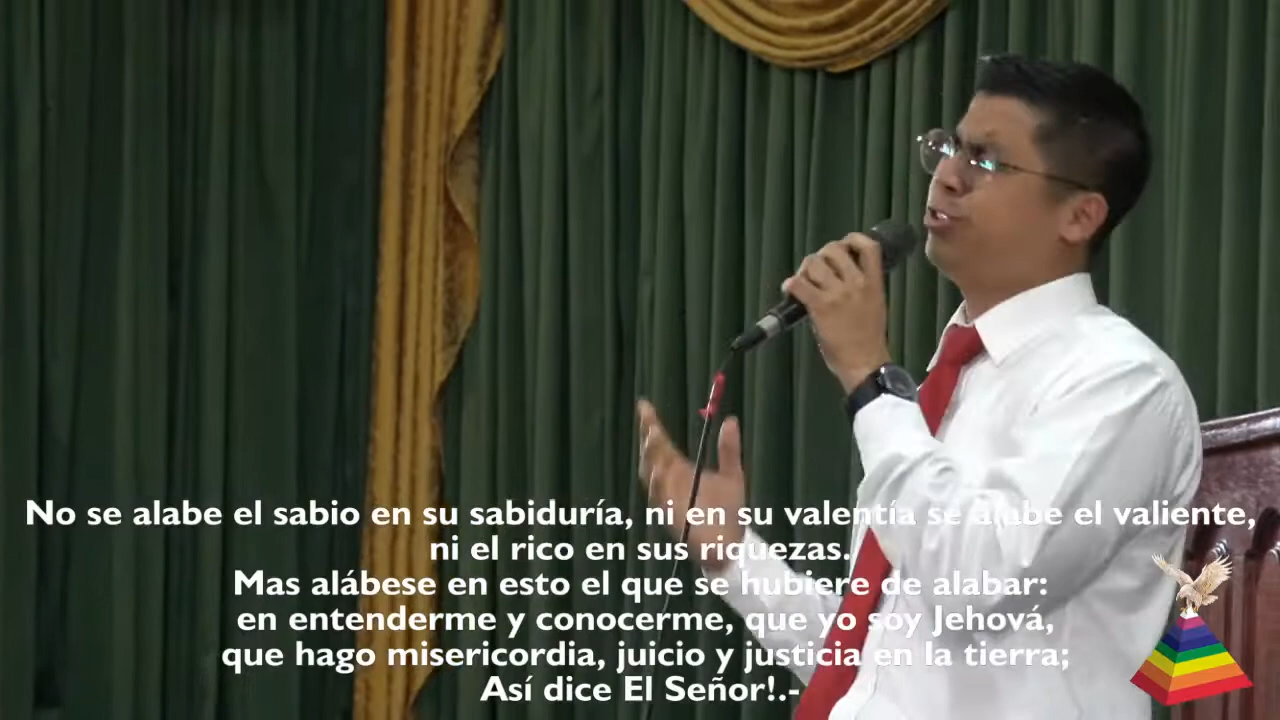 No se alabe el sabio en su sabiduría, ni en su valentía se alabe el valiente,
ni el rico en sus riquezas.
Mas alábese en esto el que se hubiere de alabar:
en entenderme y conocerme, que yo soy Jehová,
que hago misericordia, juicio y justicia en la tierra;
Así dice El Señor!.-